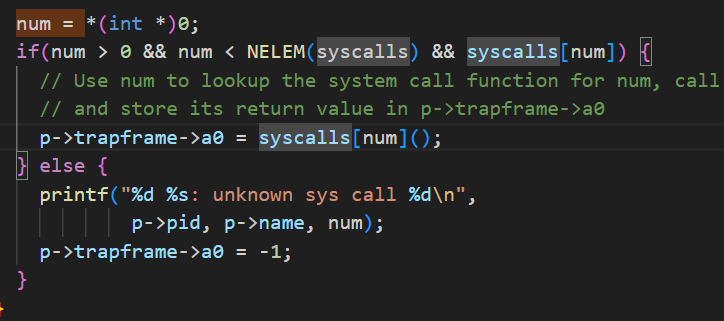 num = *(int *)0;
if(num > 0 && num < NELEM(syscalls) && syscalls[num]) {
// Use num to lookup the system call function for num, call
// and store its return value in p->trapframe->a0
p->trapframe->a0 = syscalls[num]();
} else {
printf("%d %s: unknown sys call %d\n",
p->pid, p->name, num);
p->trapframe->a0 = -1;
}